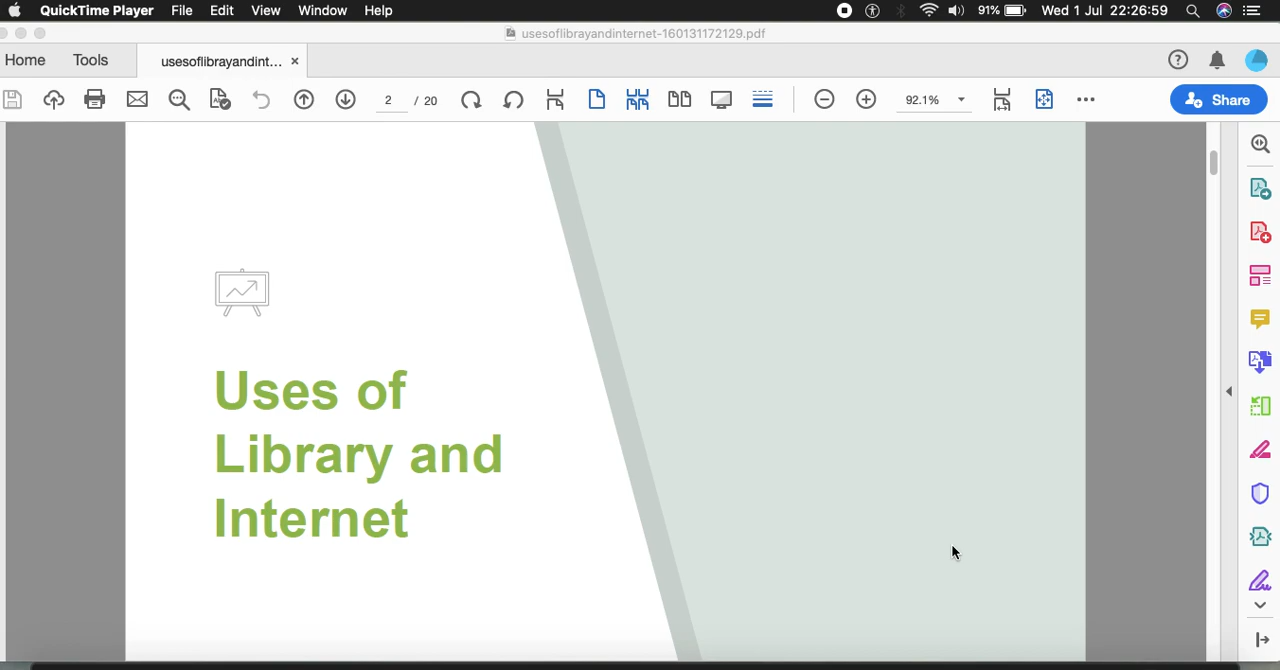 QuickTime Player File Edit View Window Help 91% Wed 1 Jul 22:26:59
usesoflibrayandinternet-160131172129.pdf
Home Tools usesoflibrayandint... ×
2 / 20 92.1% Share
Uses of
Library and
Internet